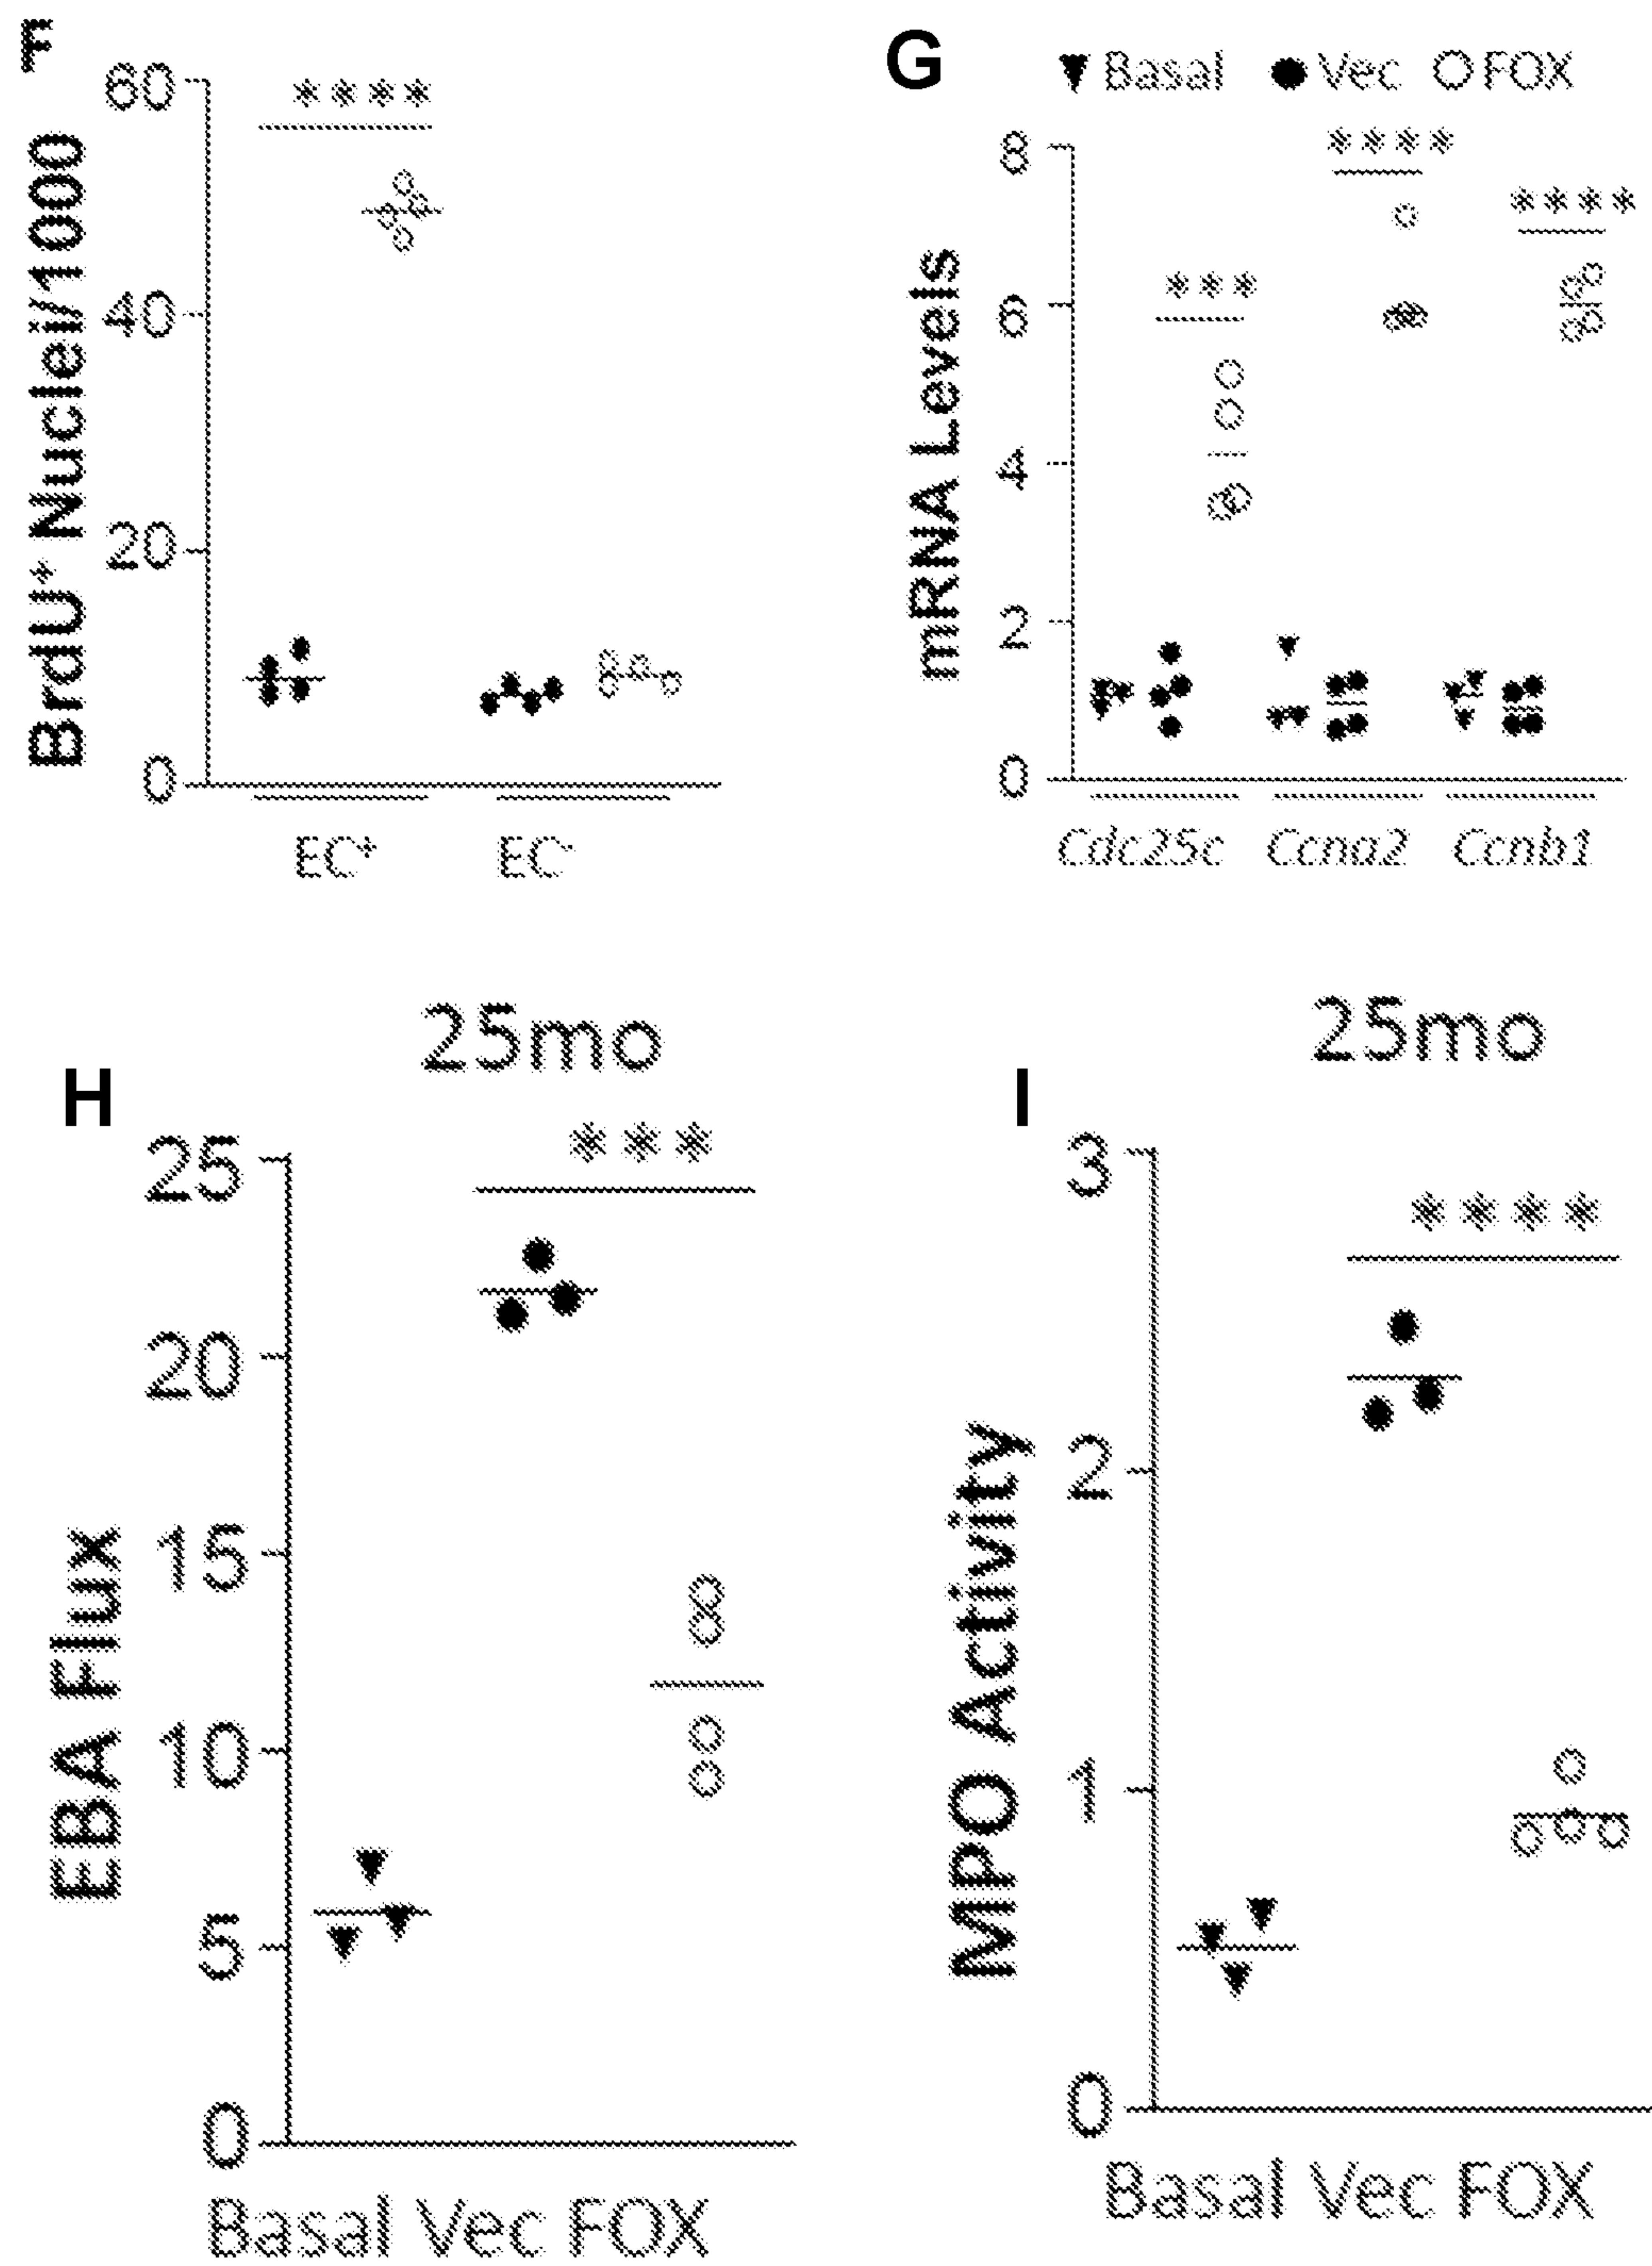 F
60
****
BrdU⁺ Nuclei/1000
40
20
0
EC⁺ EC⁻
G
▼ Basal ● Vec ○ FOX
8
****
****
mRNA Levels
6
***
4
2
0
Cdc25c Ccna2 Ccnb1
H
25mo
25
***
20
EBA Flux
15
10
5
0
Basal Vec FOX
I
25mo
3
****
MPO Activity
2
1
0
Basal Vec FOX